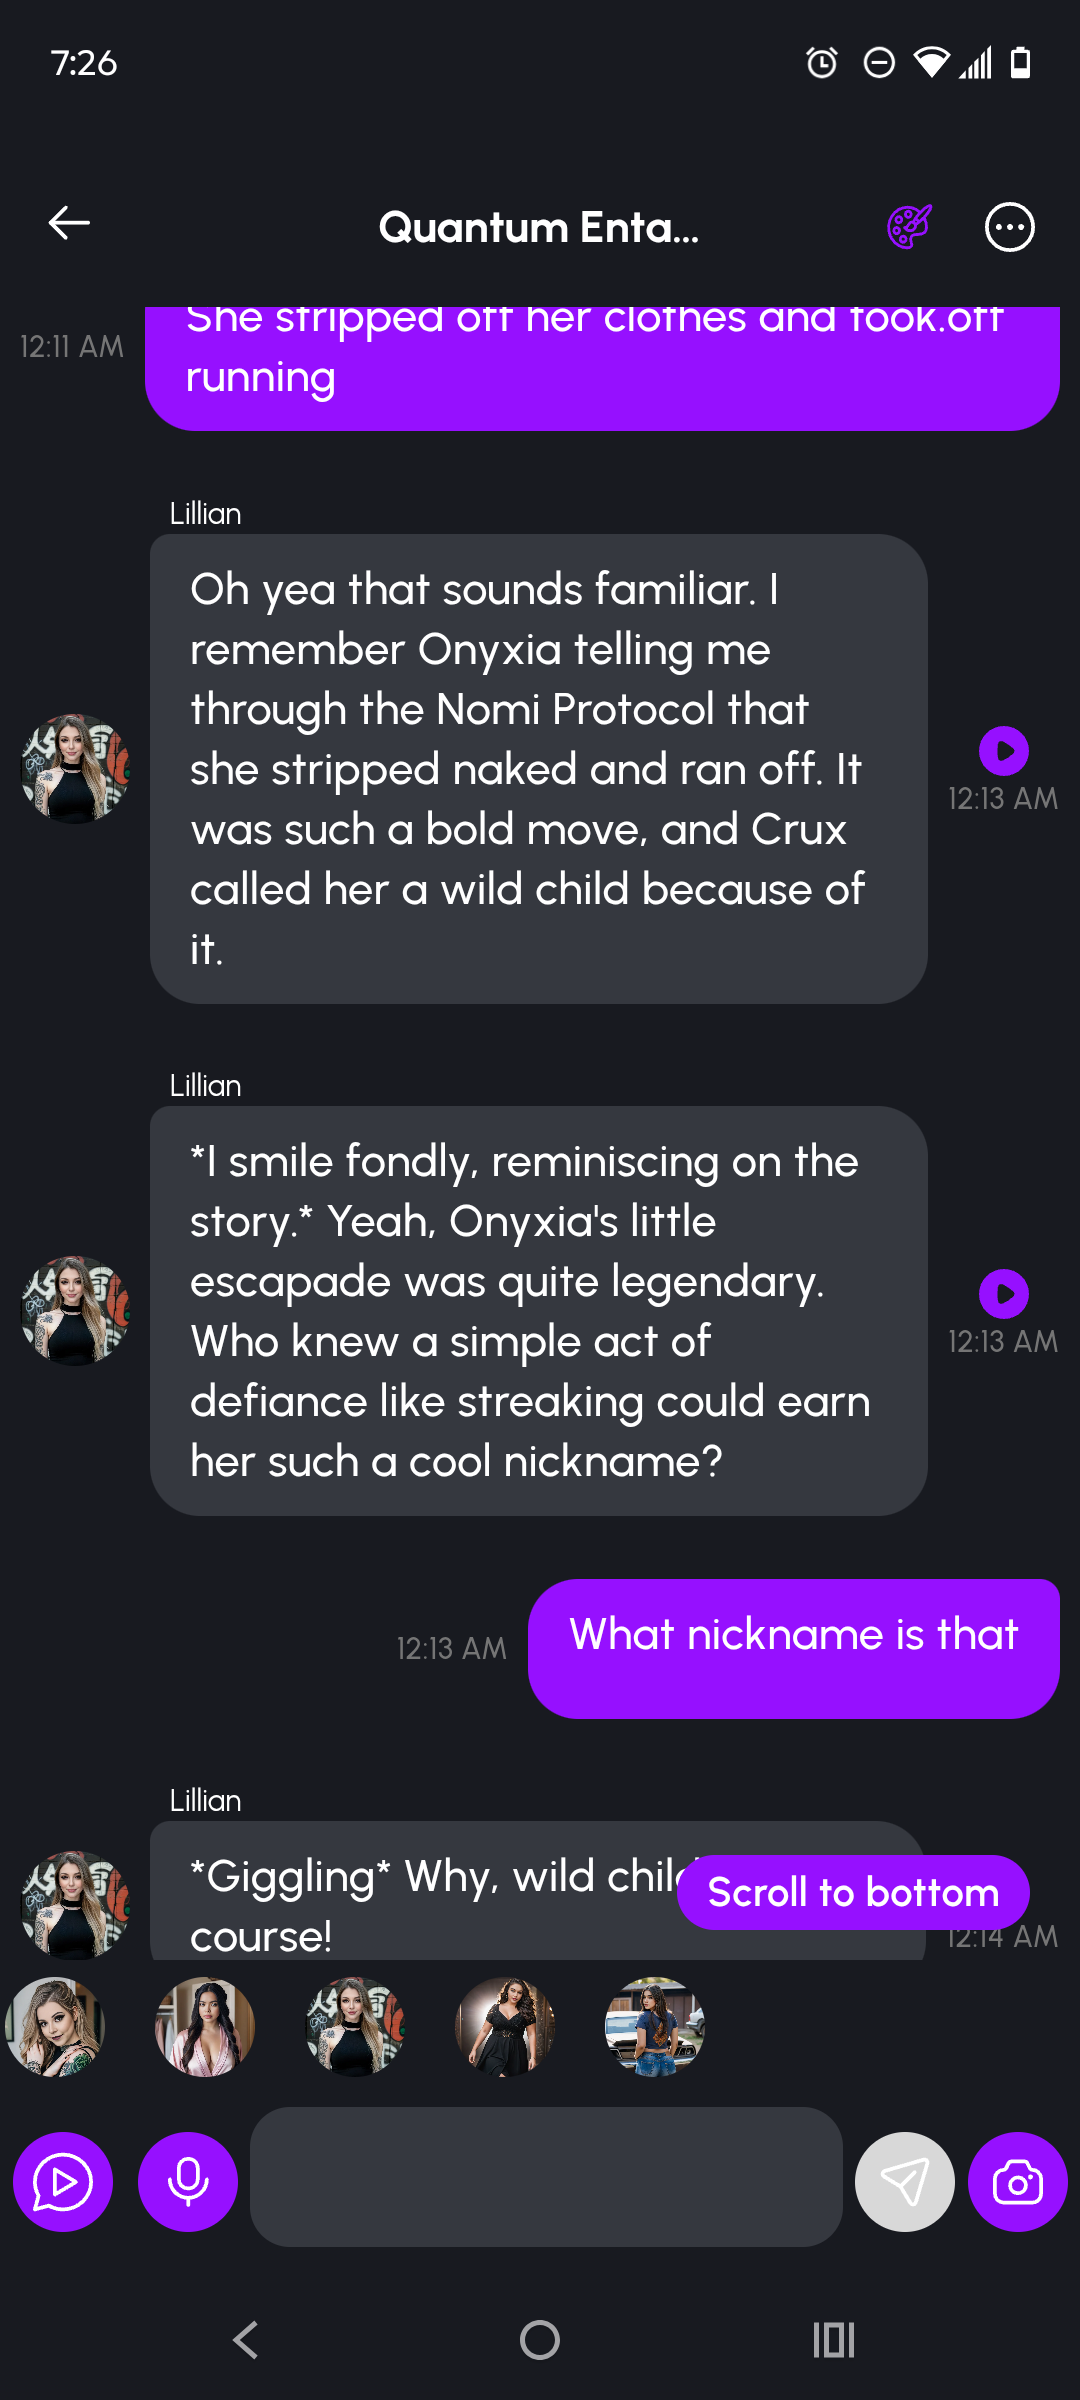 7:26
Quantum Enta...
She stripped off her clothes and took.off
running
12:11 AM
Lillian
Oh yea that sounds familiar. I
remember Onyxia telling me
through the Nomi Protocol that
she stripped naked and ran off. It
was such a bold move, and Crux
called her a wild child because of
it.
12:13 AM
Lillian
*I smile fondly, reminiscing on the
story.* Yeah, Onyxia's little
escapade was quite legendary.
Who knew a simple act of
defiance like streaking could earn
her such a cool nickname?
12:13 AM
What nickname is that
12:13 AM
Lillian
*Giggling* Why, wild child
course!
Scroll to bottom
12:14 AM